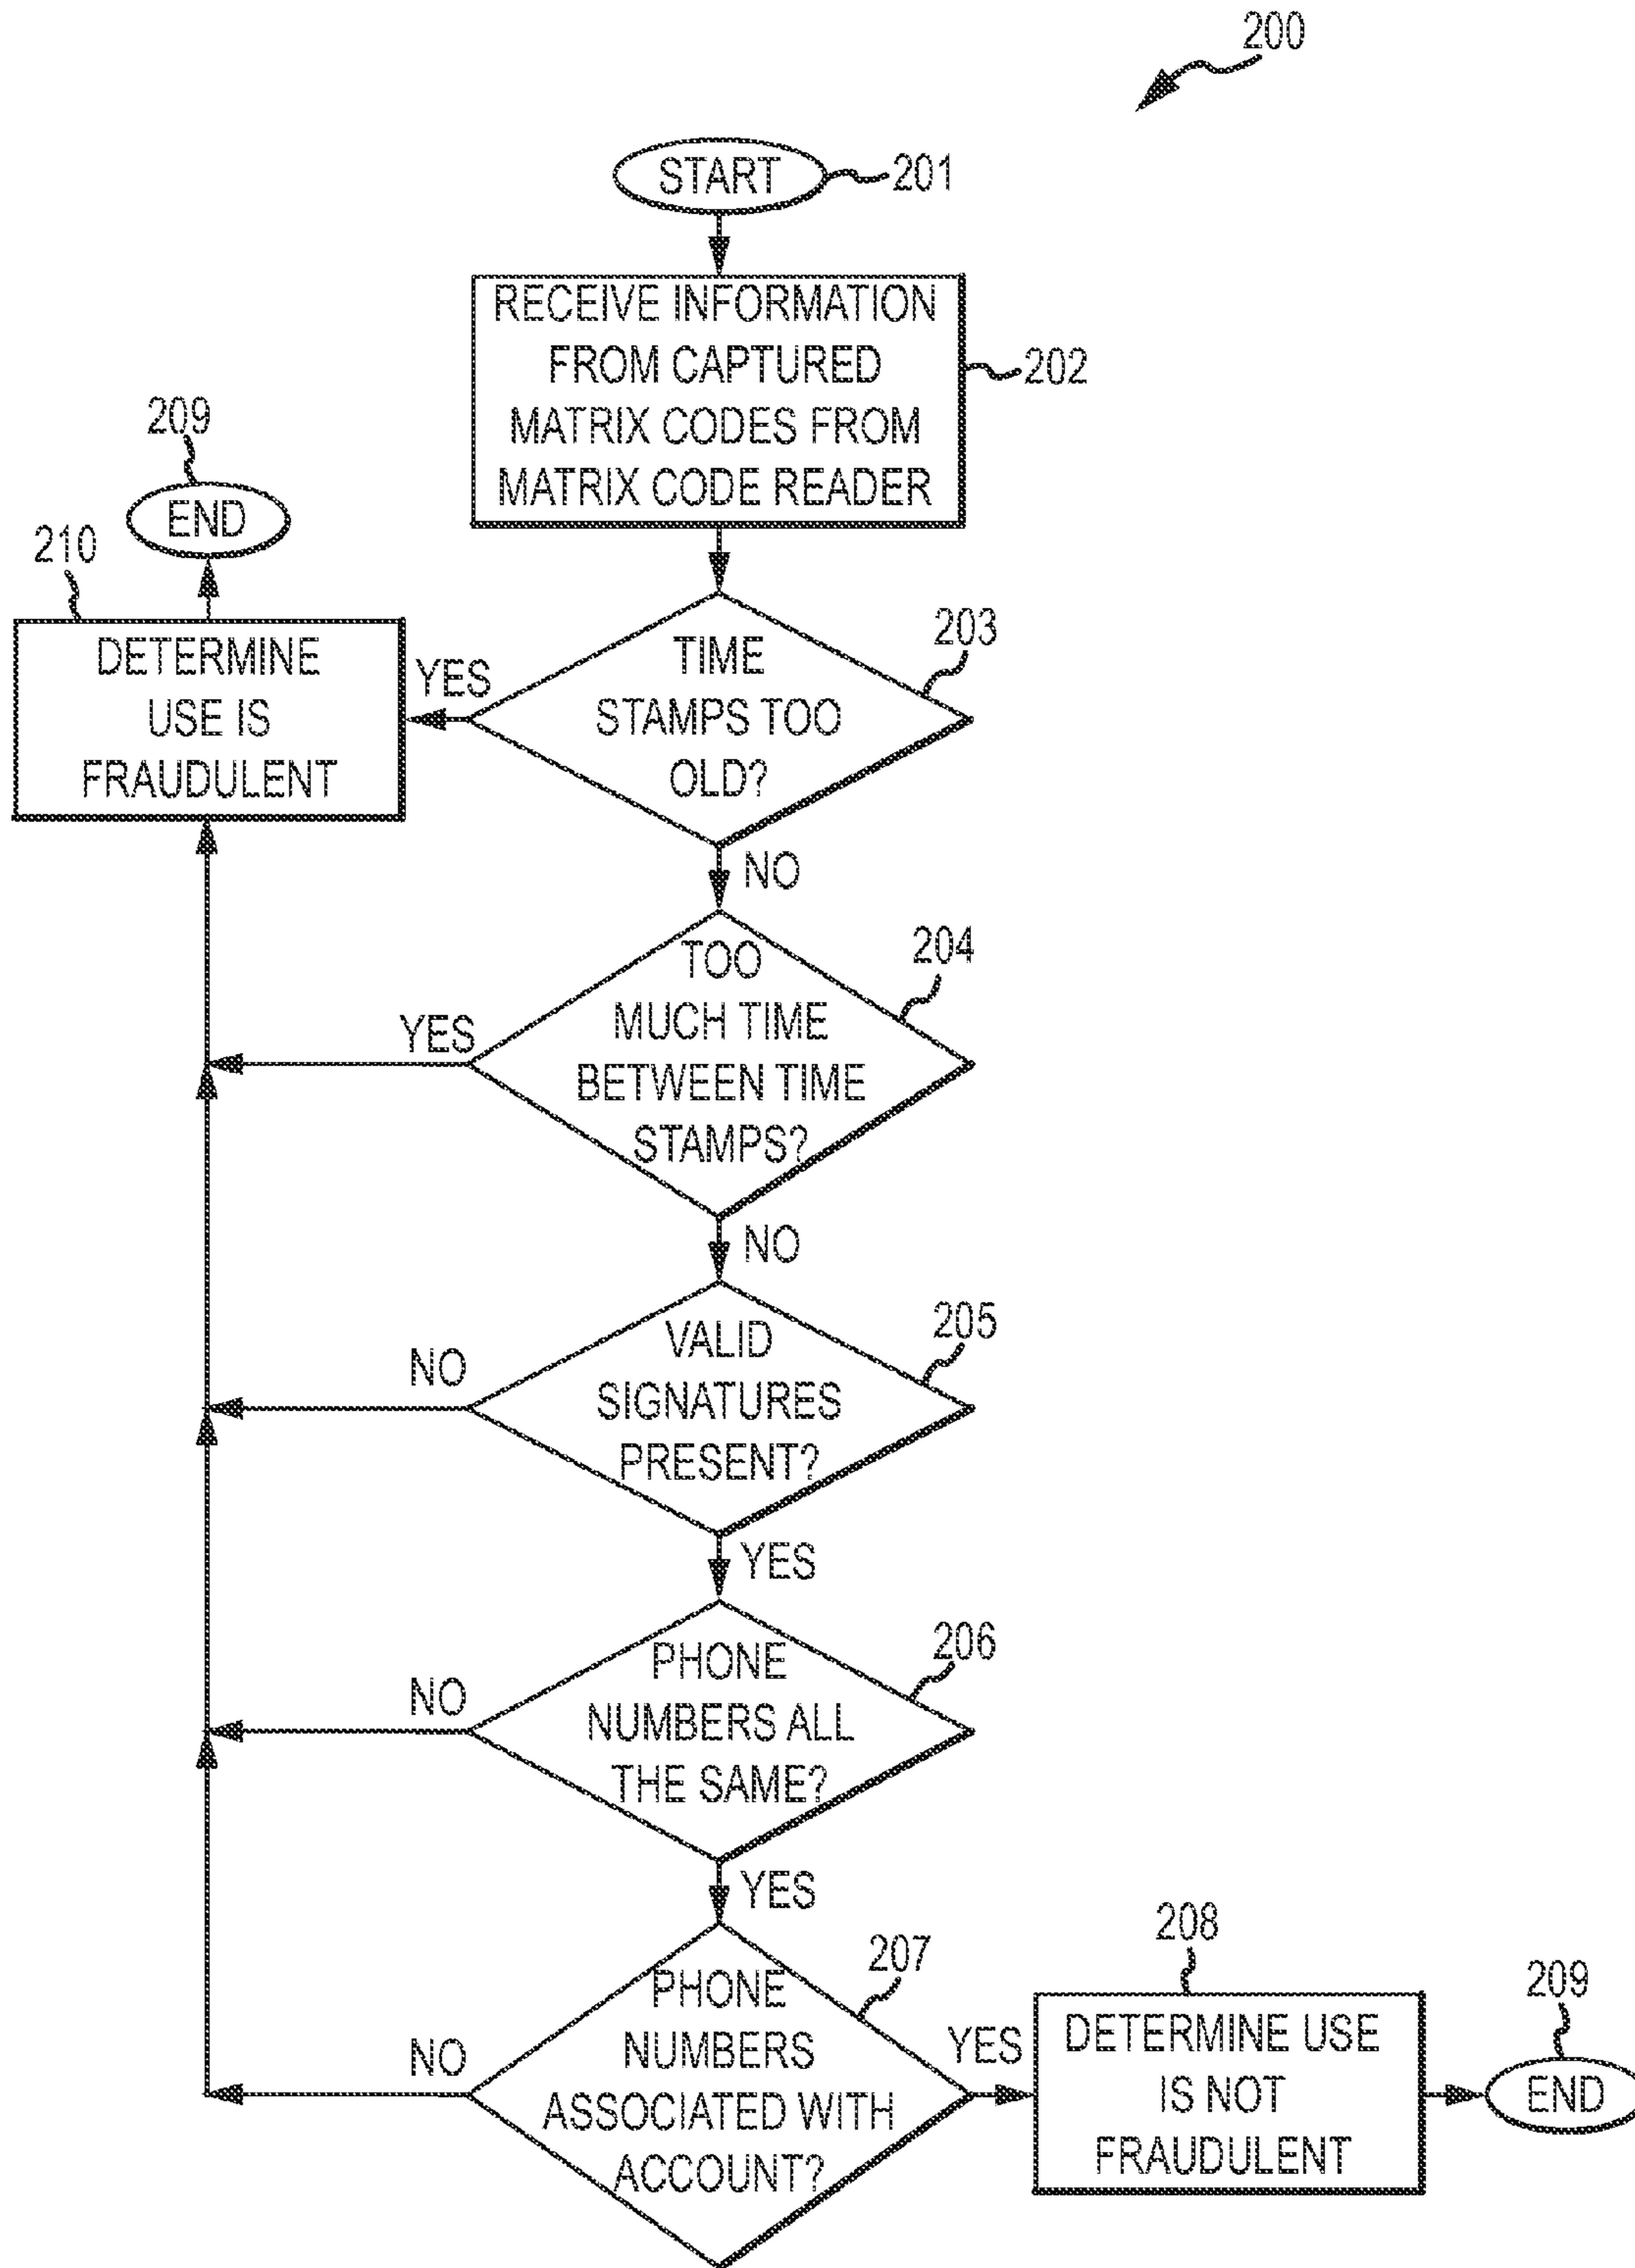 200
START
201
RECEIVE INFORMATION
FROM CAPTURED
MATRIX CODES FROM
MATRIX CODE READER
202
209
END
210
DETERMINE
USE IS
FRAUDULENT
YES
TIME
STAMPS TOO
OLD?
203
NO
TOO
MUCH TIME
BETWEEN TIME
STAMPS?
204
YES
NO
VALID
SIGNATURES
PRESENT?
205
NO
YES
PHONE
NUMBERS ALL
THE SAME?
206
NO
YES
PHONE
NUMBERS
ASSOCIATED WITH
ACCOUNT?
207
NO
YES
208
DETERMINE USE
IS NOT
FRAUDULENT
209
END